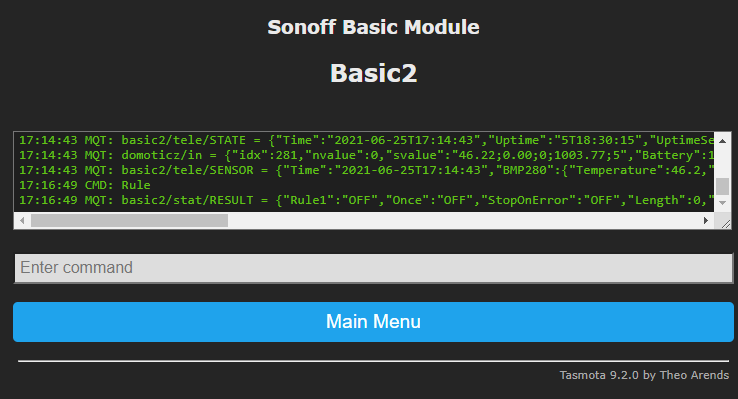 Sonoff Basic Module
Basic2
17:14:43 MQT: basic2/tele/STATE = {"Time":"2021-06-25T17:14:43","Uptime":"5T18:30:15","UptimeSe
17:14:43 MQT: domoticz/in = {"idx":281,"nvalue":0,"svalue":"46.22;0.00;0;1003.77;5","Battery":1
17:14:43 MQT: basic2/tele/SENSOR = {"Time":"2021-06-25T17:14:43","BMP280":{"Temperature":46.2,"
17:16:49 CMD: Rule
17:16:49 MQT: basic2/stat/RESULT = {"Rule1":"OFF","Once":"OFF","StopOnError":"OFF","Length":0,"
Enter command
Main Menu
Tasmota 9.2.0 by Theo Arends